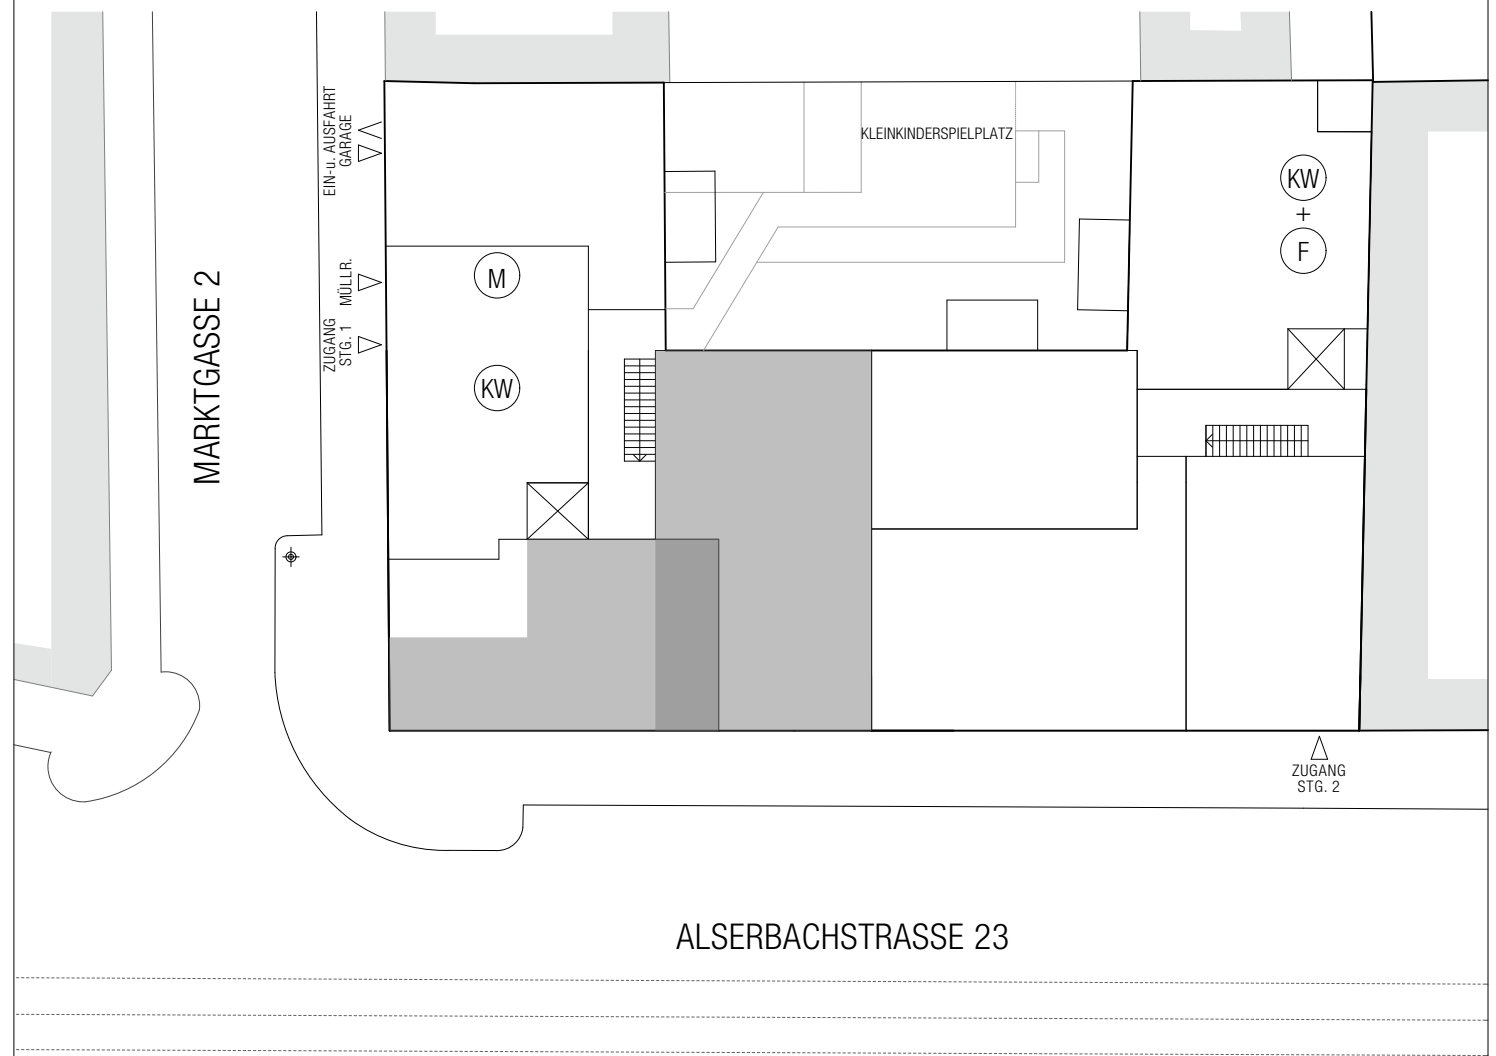 EIN-u. AUSFAHRT
GARAGE
KLEINKINDERSPIELPLATZ
KW
+
F
MÜLLR.
M
MARKTGASSE 2
ZUGANG
STG. 1
KW
ZUGANG
STG. 2
ALSERBACHSTRASSE 23